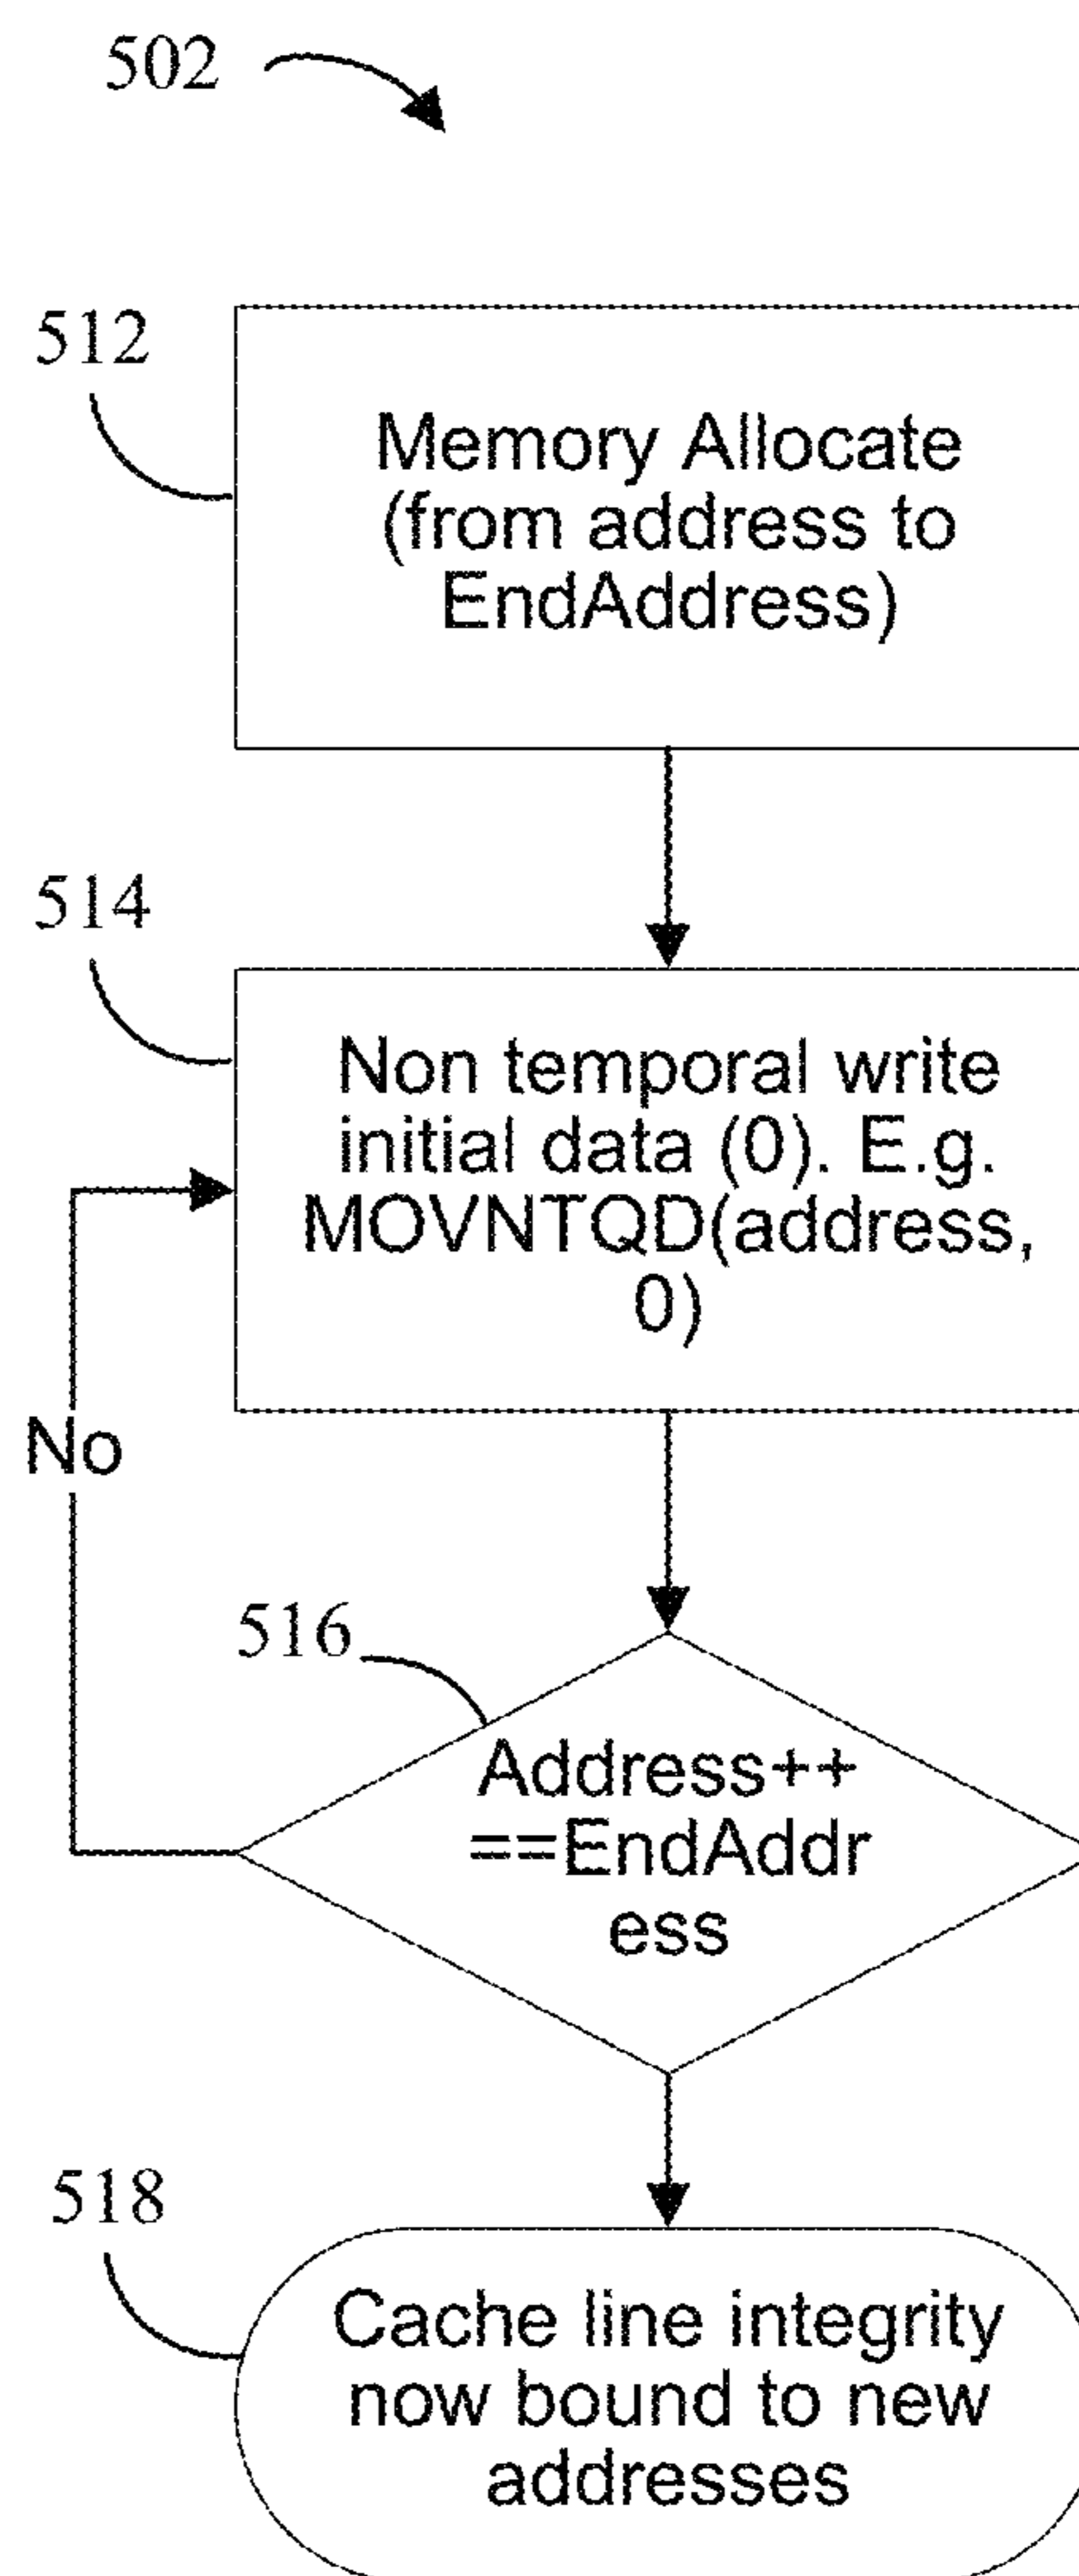 502
512
Memory Allocate
(from address to
EndAddress)
514
Non temporal write
initial data (0). E.g.
MOVNTQD(address,
0)
No
516
Address++
==EndAddr
ess
518
Cache line integrity
now bound to new
addresses